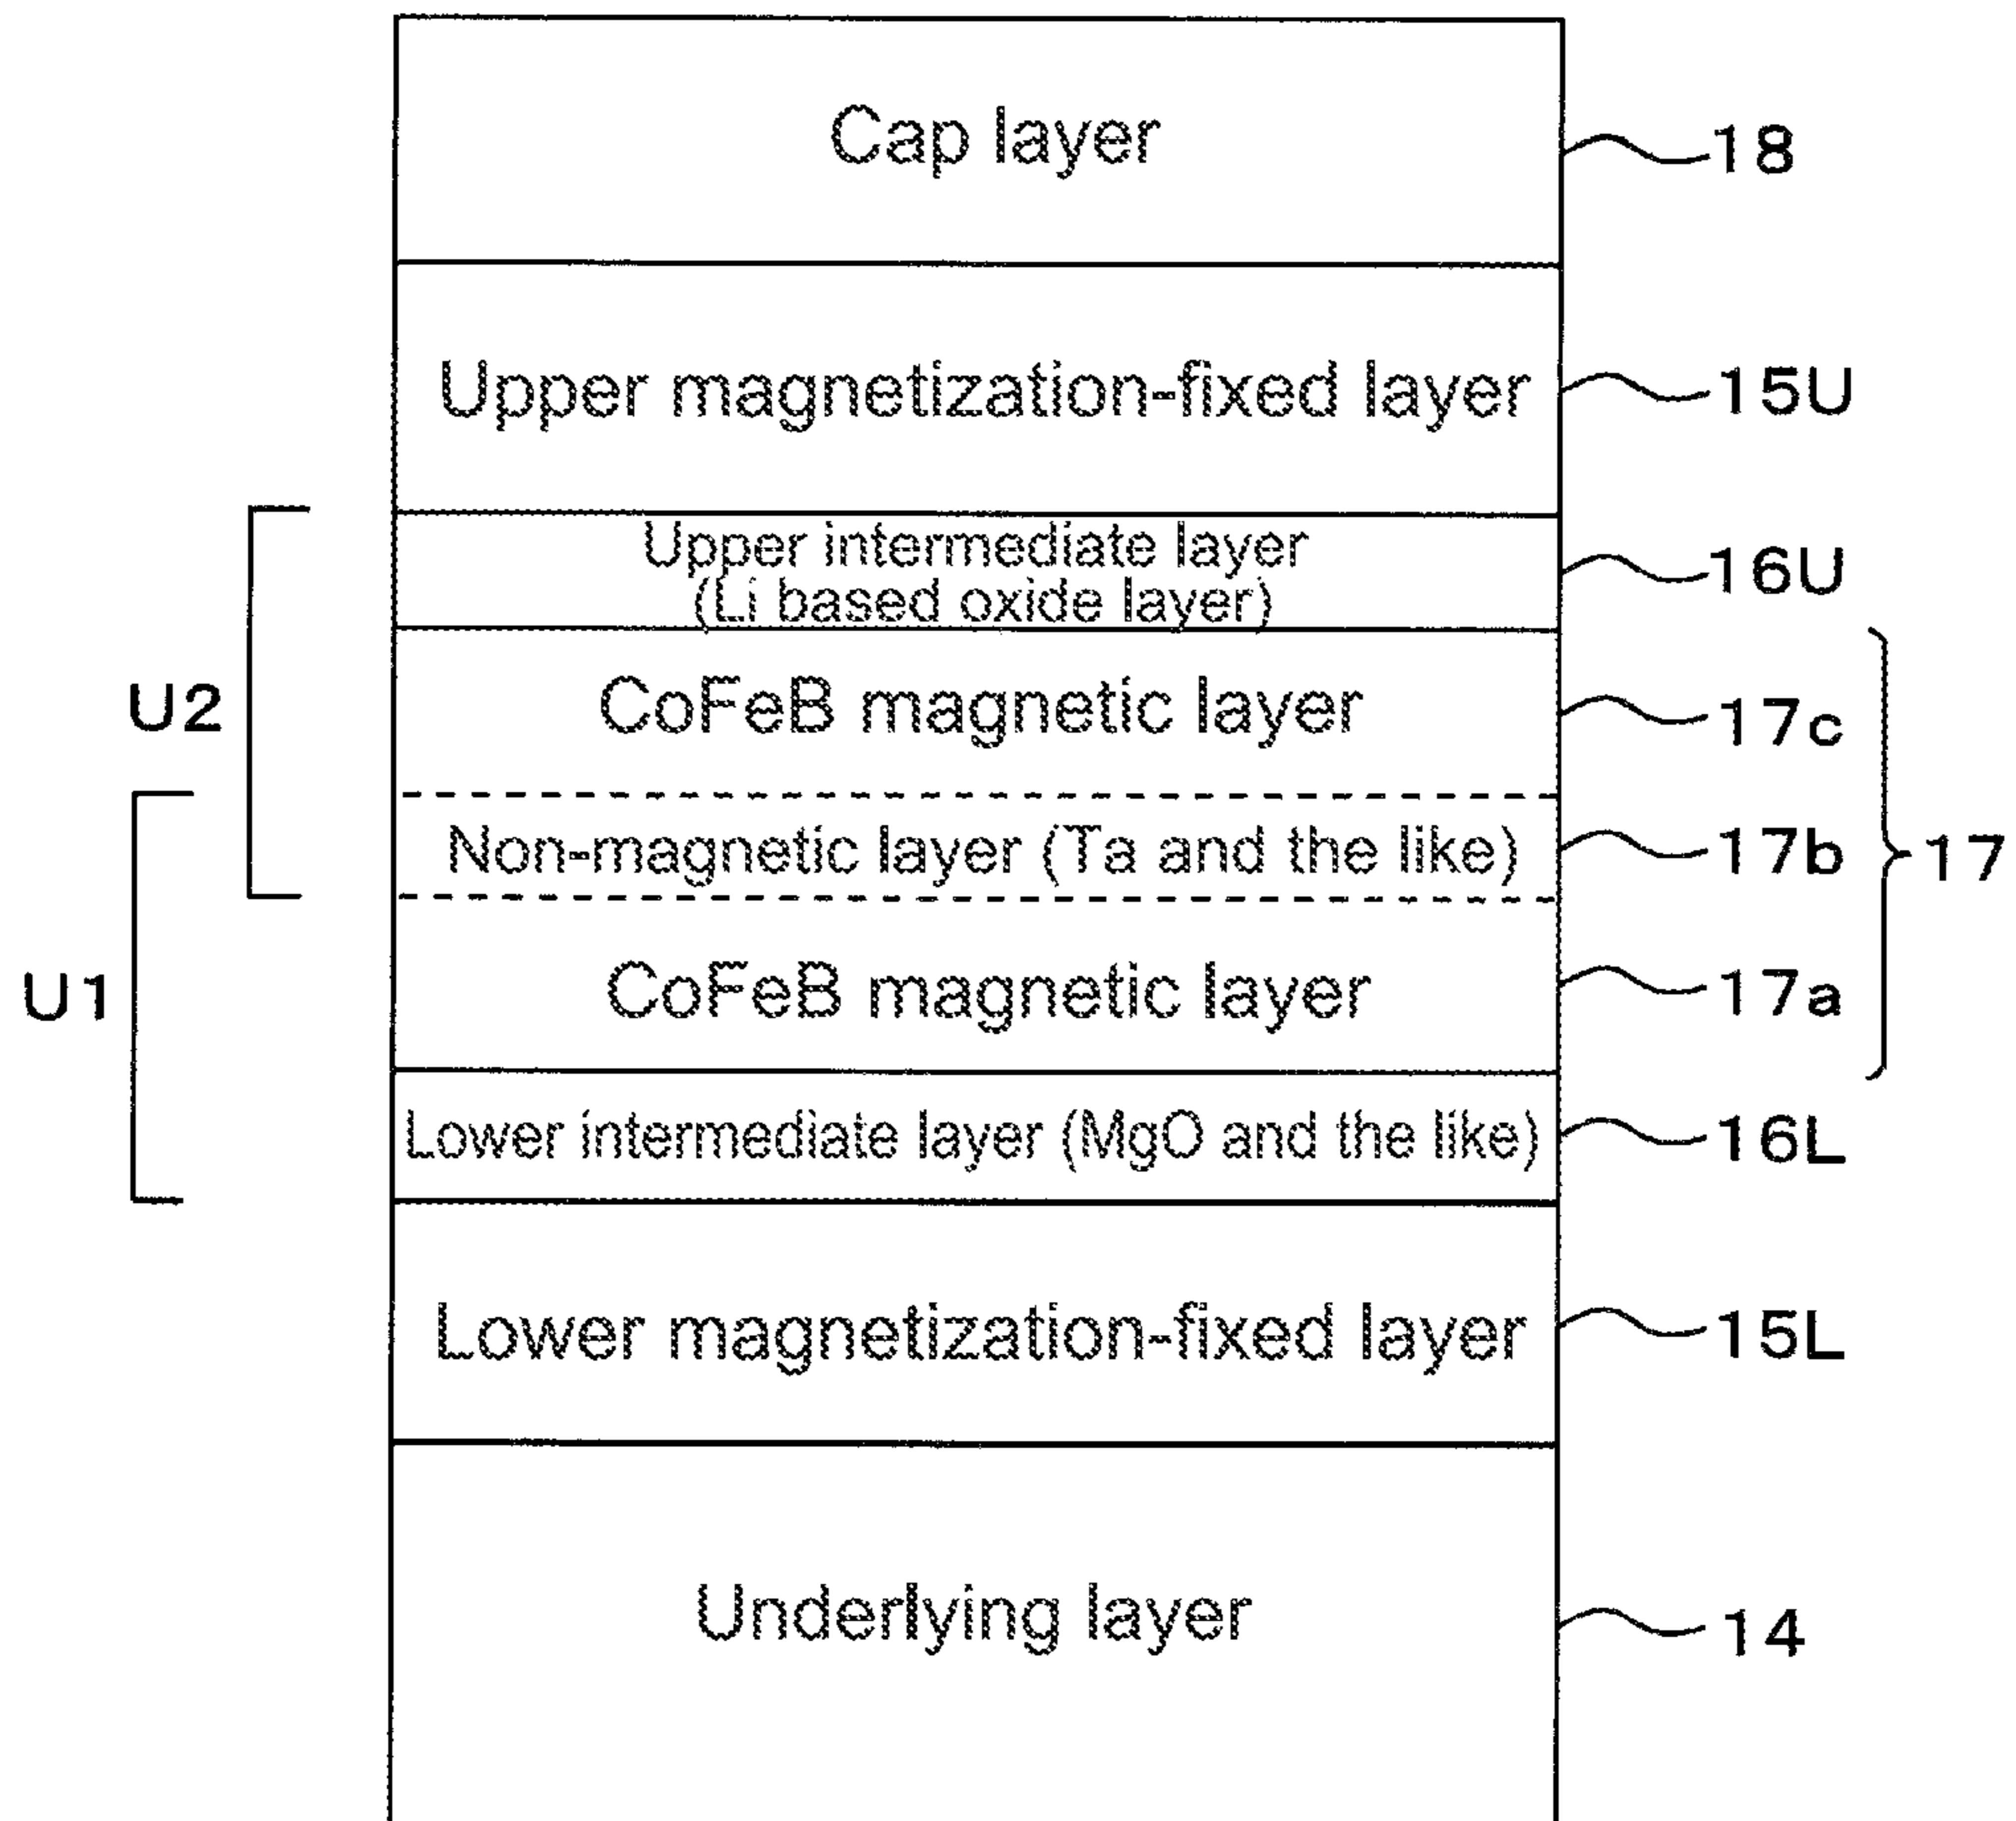 Cap layer
18
Upper magnetization-fixed layer
15U
Upper intermediate layer
(Li based oxide layer)
16U
U2
CoFeB magnetic layer
17c
Non-magnetic layer (Ta and the like)
17b
17
U1
CoFeB magnetic layer
17a
Lower intermediate layer (MgO and the like)
16L
Lower magnetization-fixed layer
15L
Underlying layer
14